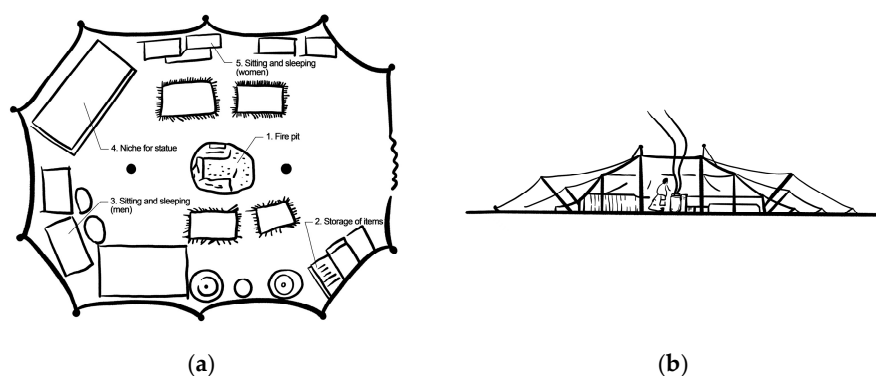 5. Sitting and sleeping
(women)
1. Fire pit
4. Niche for statue
3. Sitting and sleeping
(men)
2. Storage of items
(a)
(b)